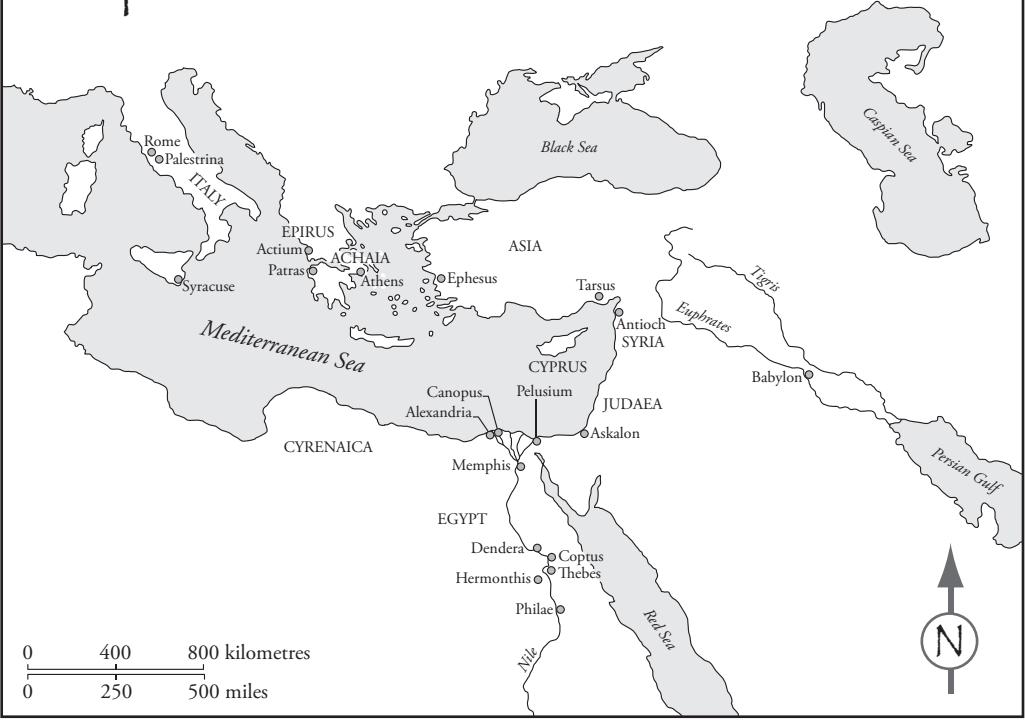 Rome
Palestrina
ITALY
Black Sea
Caspian Sea
EPIRUS
Actium
ACHAIA
Patras
Athens
Syracuse
ASIA
Ephesus
Tarsus
Tigris
Euphrates
Antioch
SYRIA
Mediterranean Sea
CYPRUS
Babylon
Canopus
Pelusium
Alexandria
JUDAEA
CYRENAICA
Askalon
Memphis
Persian Gulf
EGYPT
Dendera
Coptus
Thebes
Hermonthis
Philae
Red Sea
Nile
N
0 400 800 kilometres
0 250 500 miles